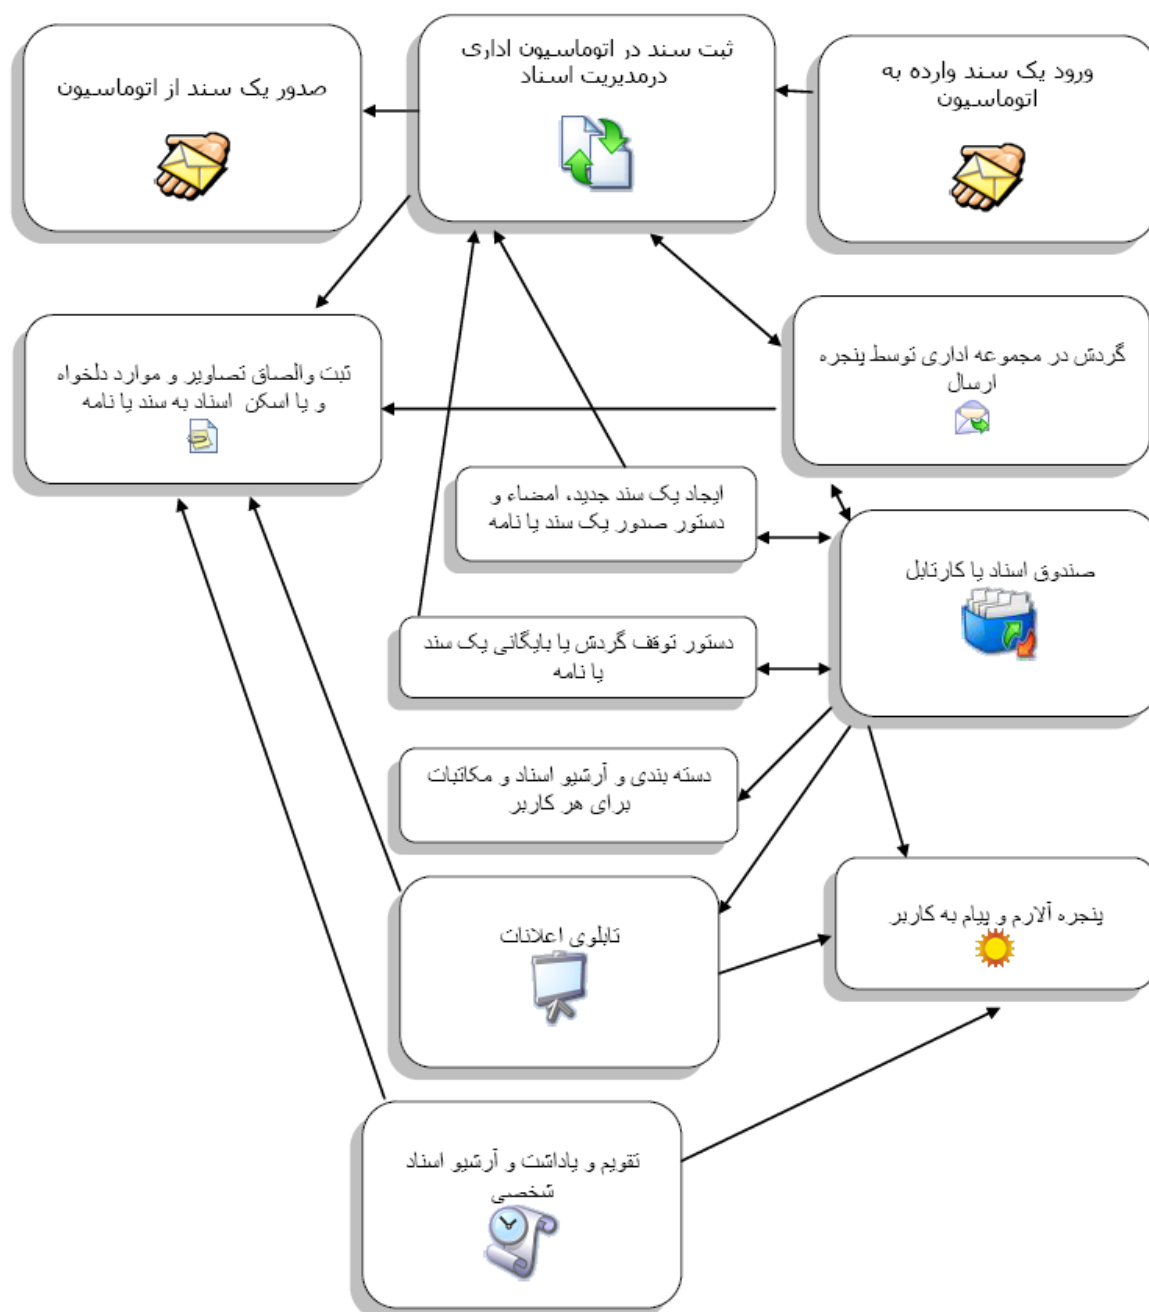 ورود یک سند وارده به
اتوماسیون
ثبت سند در اتوماسیون اداری
درمدیریت اسناد
صدور یک سند از اتوماسیون
گردش در مجموعه اداری توسط پنجره
ارسال
ثبت والصاق تصاویر و موارد دلخواه
و یا اسکن اسناد به سند یا نامه
ایجاد یک سند جدید، امضاء و
دستور صدور یک سند یا نامه
صندوق اسناد یا کارتابل
دستور توقف گردش یا بایگانی یک سند
یا نامه
دسته بندی و آرشیو اسناد و مکاتبات
برای هر کاربر
پنجره آلارم و پیام به کاربر
تابلوی اعلانات
تقویم و یاداشت و آرشیو اسناد
شخصی